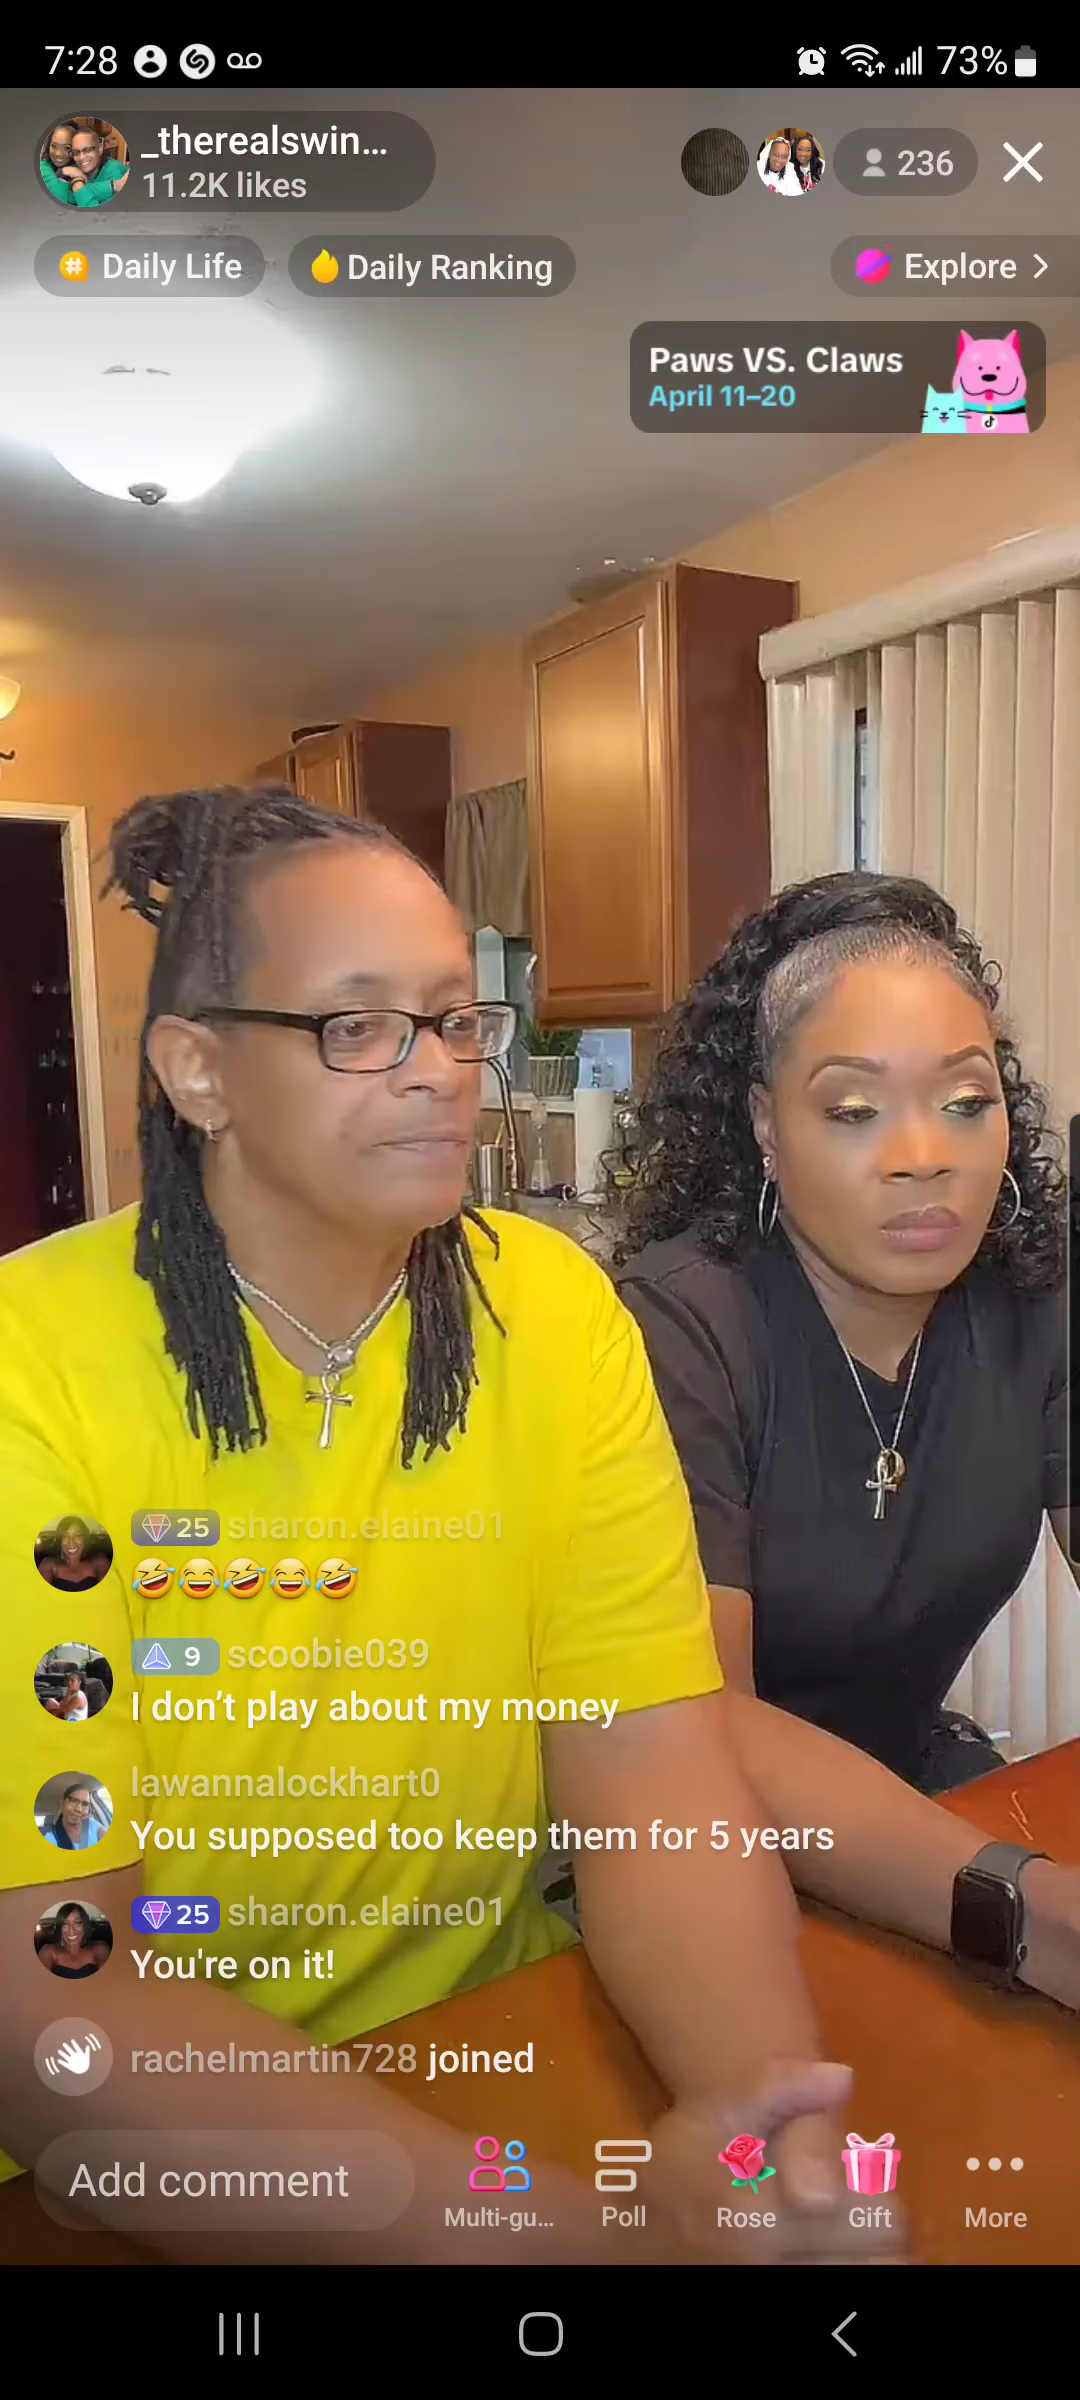 7:28
73%
_therealswin...
11.2K likes
236
Daily Life
Daily Ranking
Explore
Paws VS. Claws
April 11–20
25 sharon.elaine01
🤣😂🤣😂🤣
9 scoobie039
I don't play about my money
lawannalockhart0
You supposed too keep them for 5 years
25 sharon.elaine01
You're on it!
rachelmartin728 joined
Add comment
Multi-gu...
Poll
Rose
Gift
More